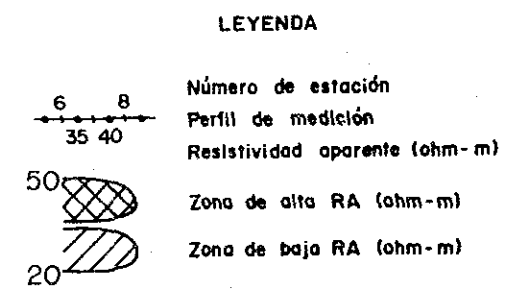 LEYENDA
6 8
Número de estación
Perfil de medición
35 40
Resistividad aparente (ohm-m)
50
Zona de alta RA (ohm-m)
Zona de baja RA (ohm-m)
20